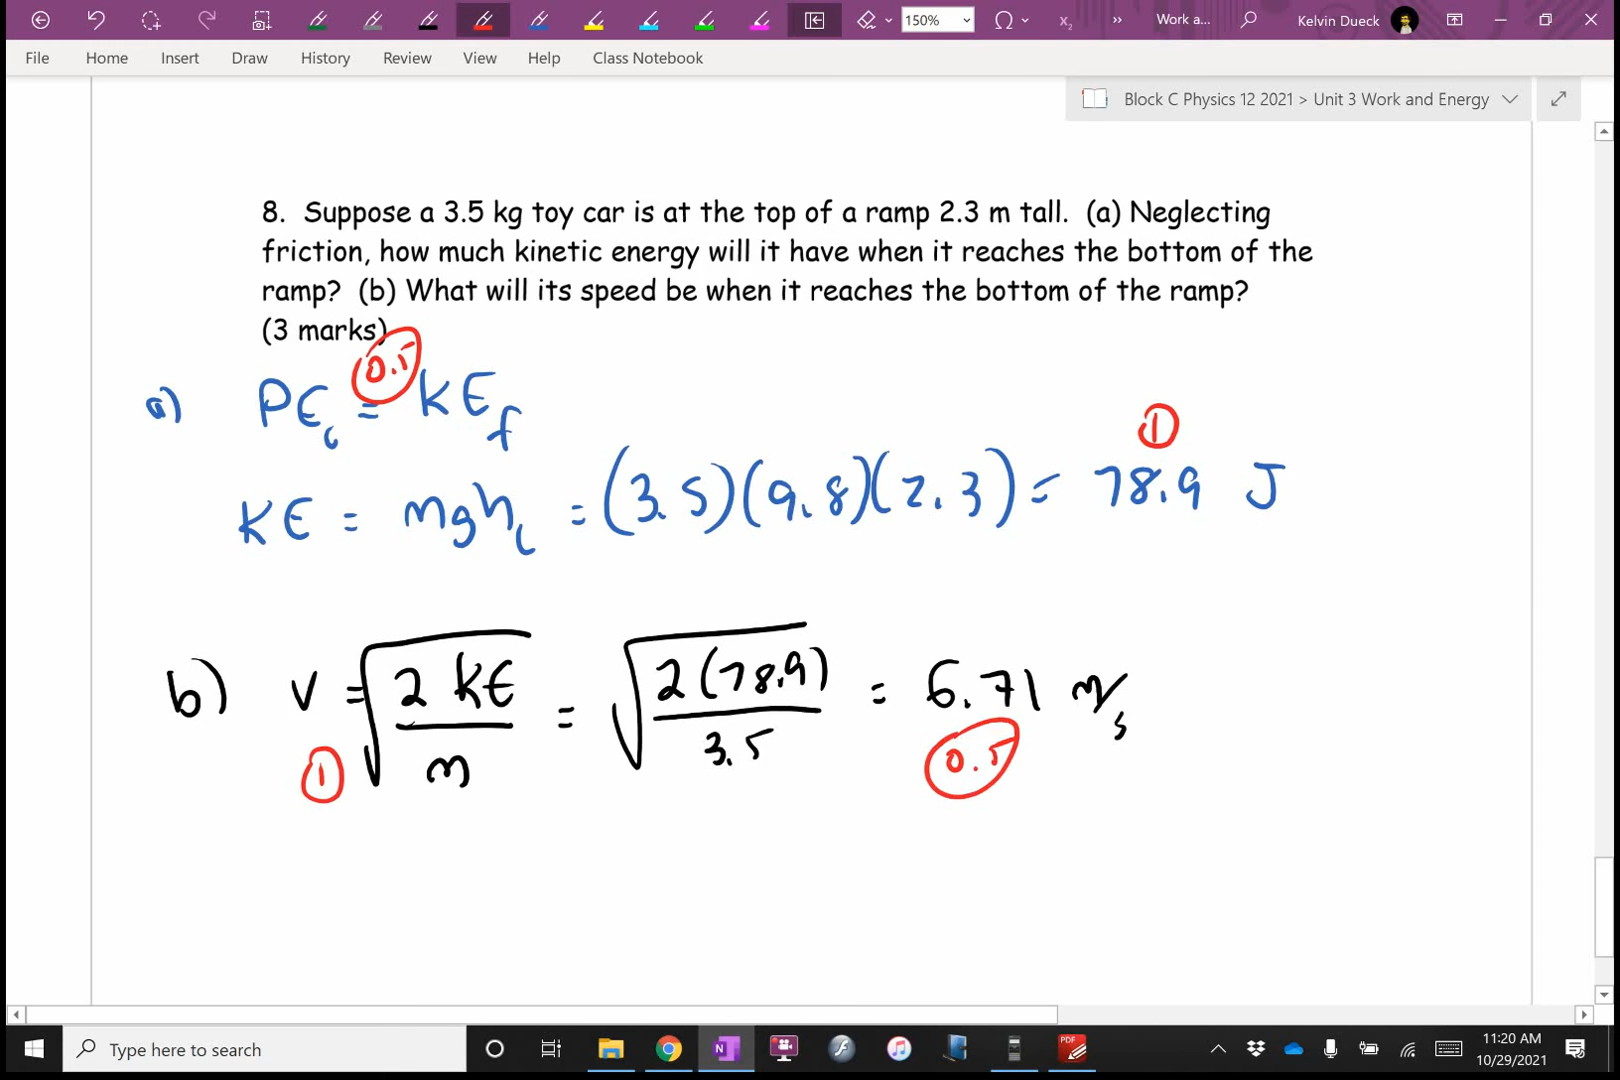 150%
Ω
x₂
»
Work a...
Kelvin Dueck
File Home Insert Draw History Review View Help Class Notebook
Block C Physics 12 2021 > Unit 3 Work and Energy
8. Suppose a 3.5 kg toy car is at the top of a ramp 2.3 m tall. (a) Neglecting
friction, how much kinetic energy will it have when it reaches the bottom of the
ramp? (b) What will its speed be when it reaches the bottom of the ramp?
(3 marks)
0.5
a) PEi = KEf
1
KE = mghi = (3.5)(9.8)(2.3) = 78.9 J
b) v = √(2 KE / m) = √(2(78.9) / 3.5) = 6.71 m/s
1
0.5
Type here to search
N
f
PDF
11:20 AM
10/29/2021